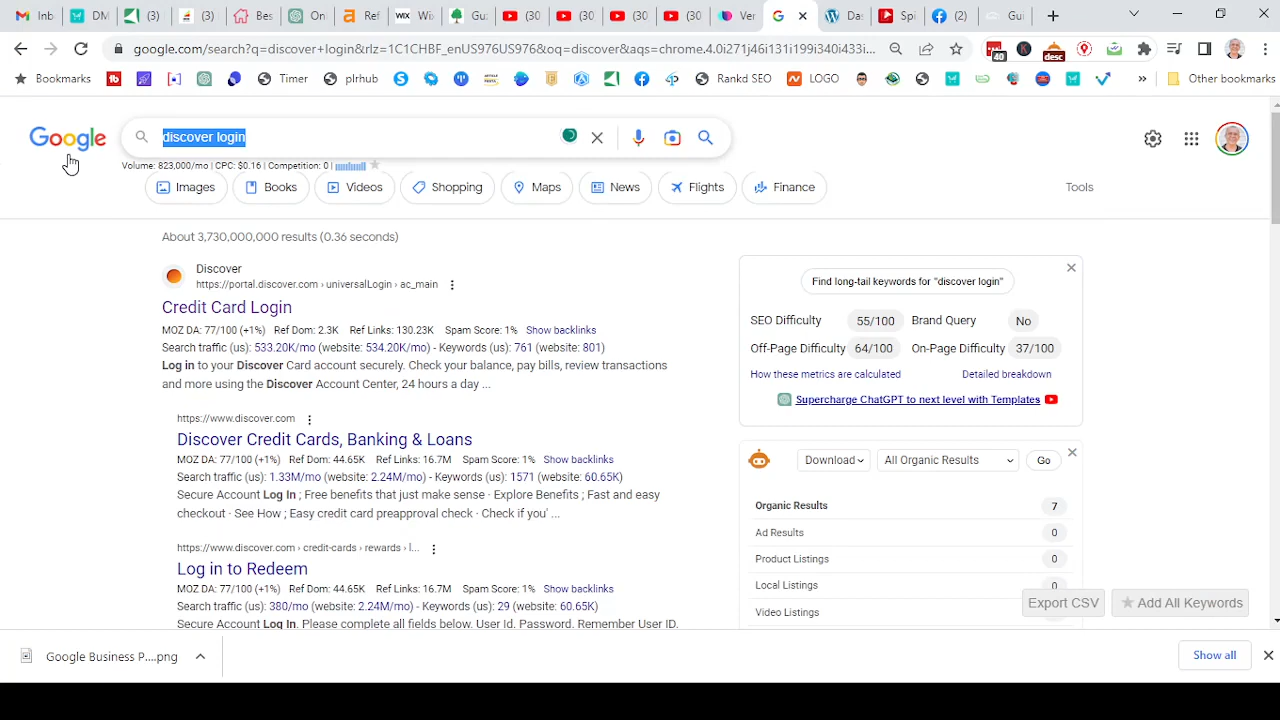 Inb
DM
(3)
(3)
Bes
On
Ref
WIX
Wi
Gu
(30
(30
(30
(30
Ver
G
Das
Spi
(2)
Gui
google.com/search?q=discover+login&rlz=1C1CHBF_enUS976US976&oq=discover&aqs=chrome.4.0i271j46i131i199i340i433i...
40
desc
Bookmarks
Timer
plrhub
Rankd SEO
LOGO
»
Other bookmarks
Google
discover login
Volume: 823,000/mo | CPC: $0.16 | Competition: 0 |
Images
Books
Videos
Shopping
Maps
News
Flights
Finance
Tools
About 3,730,000,000 results (0.36 seconds)
Discover
https://portal.discover.com › universalLogin › ac_main
Credit Card Login
MOZ DA: 77/100 (+1%) Ref Dom: 2.3K Ref Links: 130.23K Spam Score: 1% Show backlinks
Search traffic (us): 533.20K/mo (website: 534.20K/mo) - Keywords (us): 761 (website: 801)
Log in to your Discover Card account securely. Check your balance, pay bills, review transactions
and more using the Discover Account Center, 24 hours a day ...
https://www.discover.com
Discover Credit Cards, Banking & Loans
MOZ DA: 77/100 (+1%) Ref Dom: 44.65K Ref Links: 16.7M Spam Score: 1% Show backlinks
Search traffic (us): 1.33M/mo (website: 2.24M/mo) - Keywords (us): 1571 (website: 60.65K)
Secure Account Log In ; Free benefits that just make sense · Explore Benefits ; Fast and easy
checkout · See How ; Easy credit card preapproval check · Check if you' ...
https://www.discover.com › credit-cards › rewards › l...
Log in to Redeem
MOZ DA: 77/100 (+1%) Ref Dom: 44.65K Ref Links: 16.7M Spam Score: 1% Show backlinks
Search traffic (us): 380/mo (website: 2.24M/mo) - Keywords (us): 29 (website: 60.65K)
Secure Account Log In. Please complete all fields below. User Id. Password. Remember User ID.
Find long-tail keywords for "discover login"
SEO Difficulty 55/100 Brand Query No
Off-Page Difficulty 64/100 On-Page Difficulty 37/100
How these metrics are calculated Detailed breakdown
Supercharge ChatGPT to next level with Templates
Download All Organic Results Go
Organic Results 7
Ad Results 0
Product Listings 0
Local Listings 0
Video Listings
Export CSV
Add All Keywords
Google Business P....png
Show all